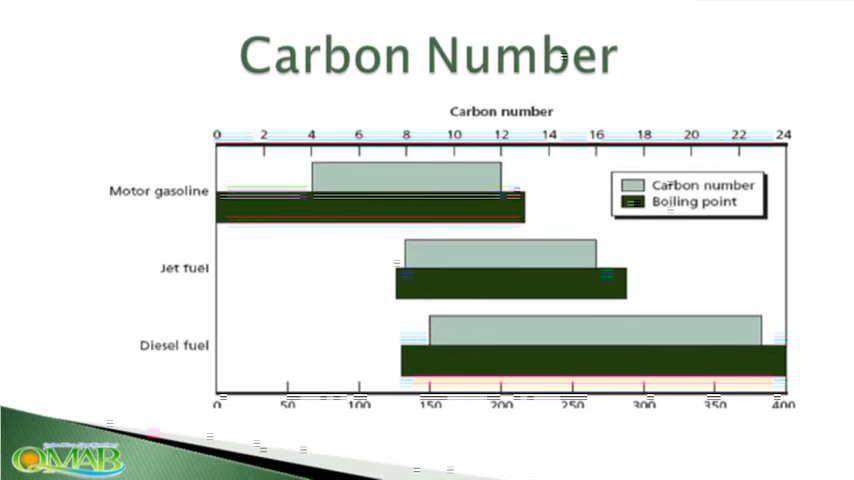 Carbon Number
Carbon number
0 2 4 6 8 10 12 14 16 18 20 22 24
Motor gasoline
Carbon number
Boiling point
Jet fuel
Diesel fuel
0 50 100 150 200 250 300 350 400
QMAB